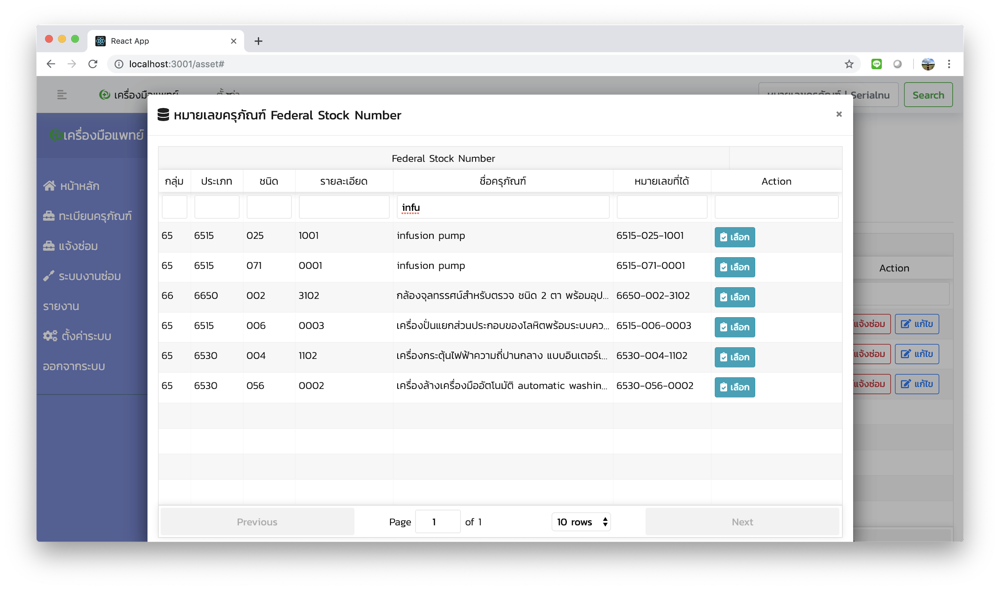 React App
localhost:3001/asset#
เครื่องมือแพทย์
Serialnu
Search
หมายเลขครุภัณฑ์ Federal Stock Number
เครื่องมือแพทย์
หน้าหลัก
ทะเบียนครุภัณฑ์
แจ้งซ่อม
ระบบงานซ่อม
รายงาน
ตั้งค่าระบบ
ออกจากระบบ
Federal Stock Number
กลุ่ม ประเภท ชนิด รายละเอียด ชื่อครุภัณฑ์ หมายเลขที่ได้ Action
infu
65 6515 025 1001 infusion pump 6515-025-1001 เลือก
65 6515 071 0001 infusion pump 6515-071-0001 เลือก
66 6650 002 3102 กล้องจุลทรรศน์สำหรับตรวจ ชนิด 2 ตา พร้อมอุป... 6650-002-3102 เลือก
65 6515 006 0003 เครื่องปั่นแยกส่วนประกอบของโลหิตพร้อมระบบคว... 6515-006-0003 เลือก
65 6530 004 1102 เครื่องกระตุ้นไฟฟ้าความถี่ปานกลาง แบบอินเตอร์เ... 6530-004-1102 เลือก
65 6530 056 0002 เครื่องล้างเครื่องมืออัตโนมัติ automatic washin... 6530-056-0002 เลือก
Previous Page 1 of 1 10 rows Next
Action
แจ้งซ่อม แก้ไข
แจ้งซ่อม แก้ไข
แจ้งซ่อม แก้ไข